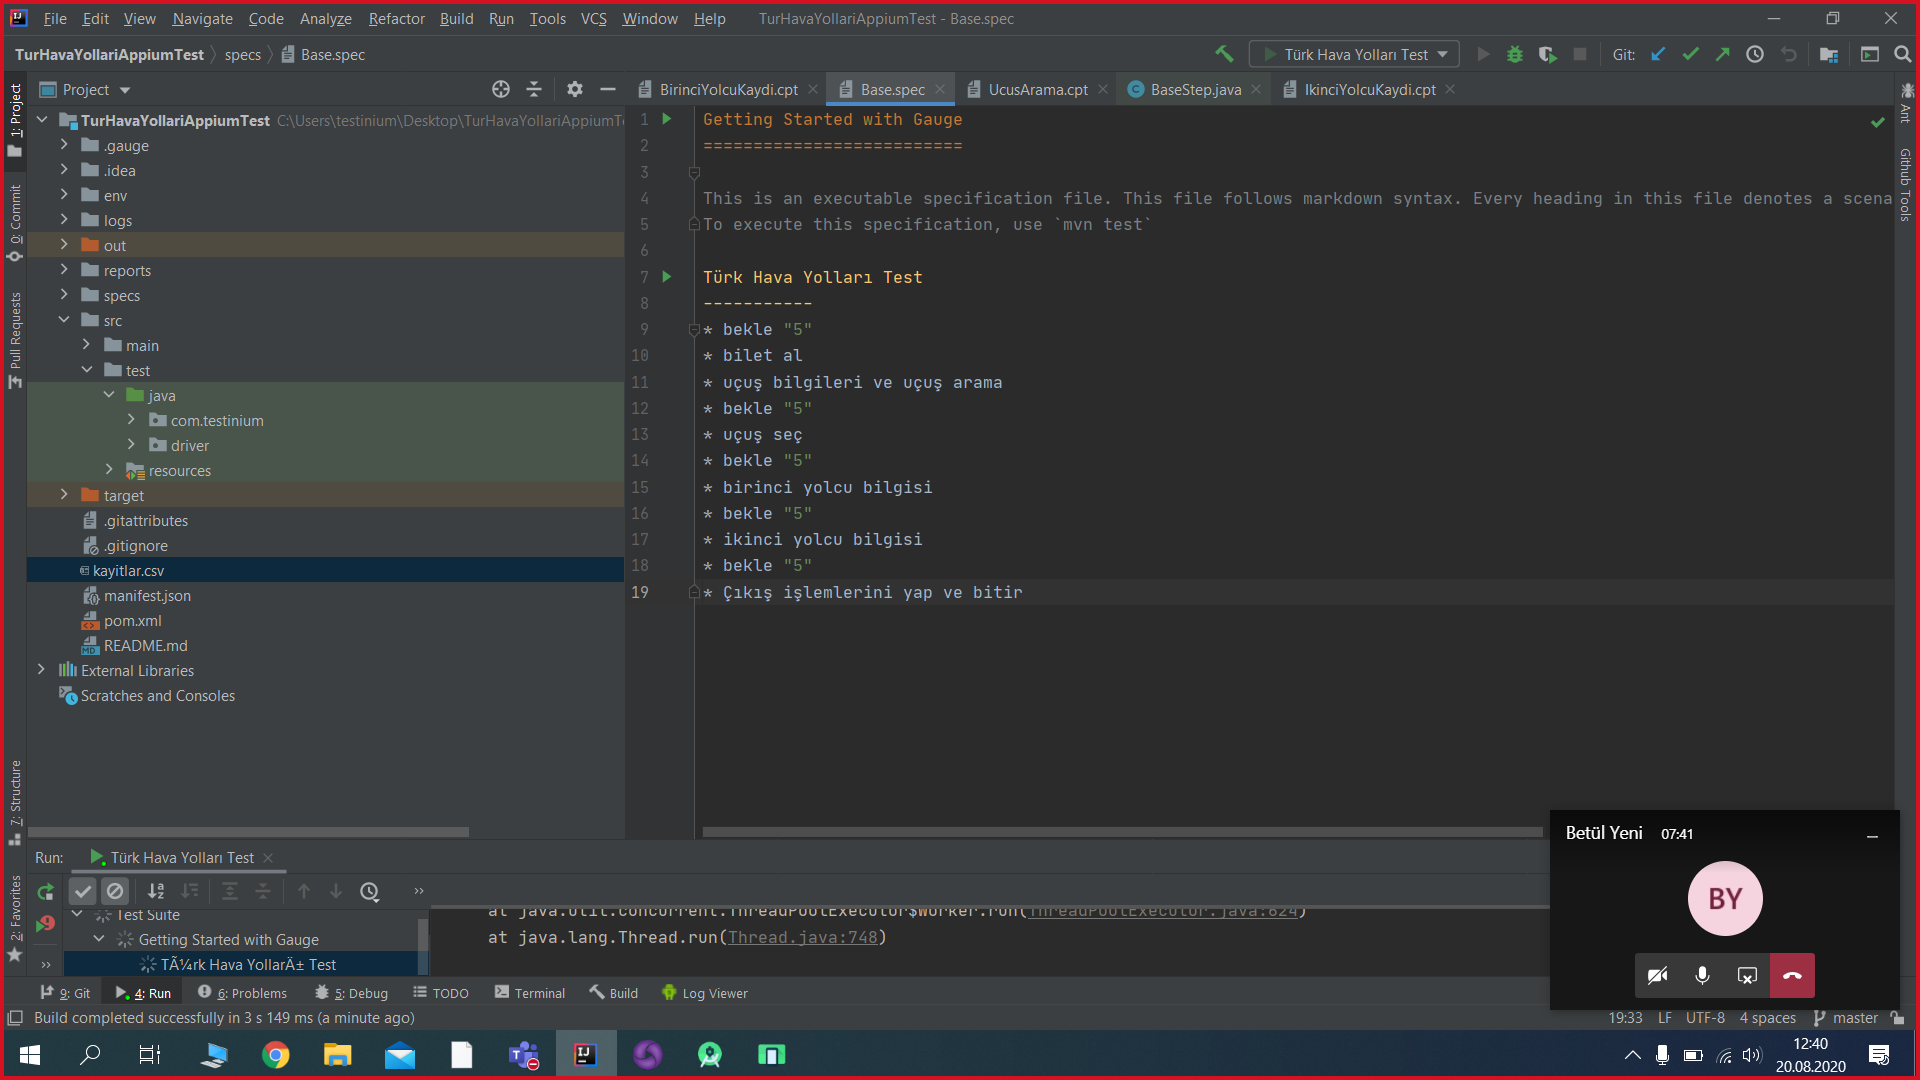 File Edit View Navigate Code Analyze Refactor Build Run Tools VCS Window Help TurHavaYollariAppiumTest - Base.spec
TurHavaYollariAppiumTest specs Base.spec Türk Hava Yolları Test Git:
Project
BirinciYolcuKaydi.cpt Base.spec UcusArama.cpt BaseStep.java IkinciYolcuKaydi.cpt
1: Project
0: Commit
Pull Requests
7: Structure
2: Favorites
Ant
Github Tools
TurHavaYollariAppiumTest C:\Users\testinium\Desktop\TurHavaYollariAppiumTe
.gauge
.idea
env
logs
out
reports
specs
src
main
test
java
com.testinium
driver
resources
target
.gitattributes
.gitignore
kayitlar.csv
manifest.json
pom.xml
README.md
External Libraries
Scratches and Consoles
1 Getting Started with Gauge
2 ==========================
3
4 This is an executable specification file. This file follows markdown syntax. Every heading in this file denotes a scena
5 To execute this specification, use `mvn test`
6
7 Türk Hava Yolları Test
8 -----------
9 * bekle "5"
10 * bilet al
11 * uçuş bilgileri ve uçuş arama
12 * bekle "5"
13 * uçuş seç
14 * bekle "5"
15 * birinci yolcu bilgisi
16 * bekle "5"
17 * ikinci yolcu bilgisi
18 * bekle "5"
19 * Çıkış işlemlerini yap ve bitir
Betül Yeni 07:41
BY
Run: Türk Hava Yolları Test
Test Suite
Getting Started with Gauge
TÃ¼rk Hava YollarÄ± Test
at java.util.concurrent.ThreadPoolExecutor$Worker.run(ThreadPoolExecutor.java:624)
at java.lang.Thread.run(Thread.java:748)
9: Git 4: Run 6: Problems 5: Debug TODO Terminal Build Log Viewer
Build completed successfully in 3 s 149 ms (a minute ago) 19:33 LF UTF-8 4 spaces master
12:40
20.08.2020